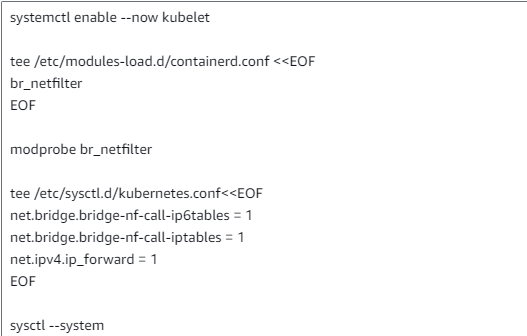 systemctl enable --now kubelet
tee /etc/modules-load.d/containerd.conf <<EOF
br_netfilter
EOF
modprobe br_netfilter
tee /etc/sysctl.d/kubernetes.conf<<EOF
net.bridge.bridge-nf-call-ip6tables = 1
net.bridge.bridge-nf-call-iptables = 1
net.ipv4.ip_forward = 1
EOF
sysctl --system